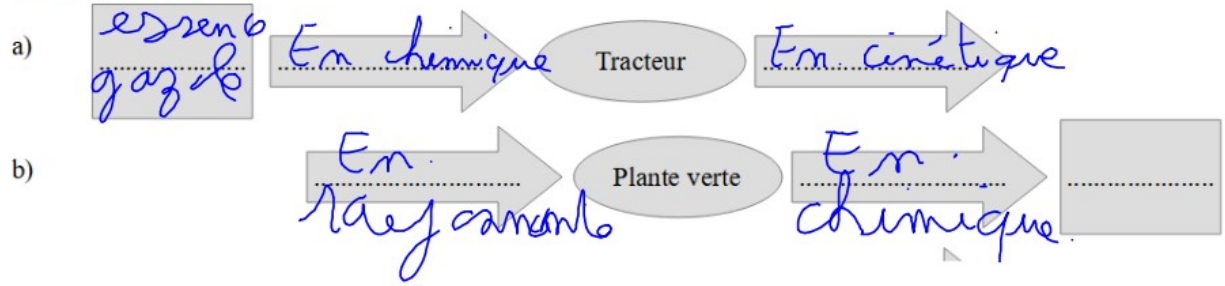 a) essence gazole En chimique Tracteur En. cinétique
b) En. rayonnante Plante verte En. chimique.